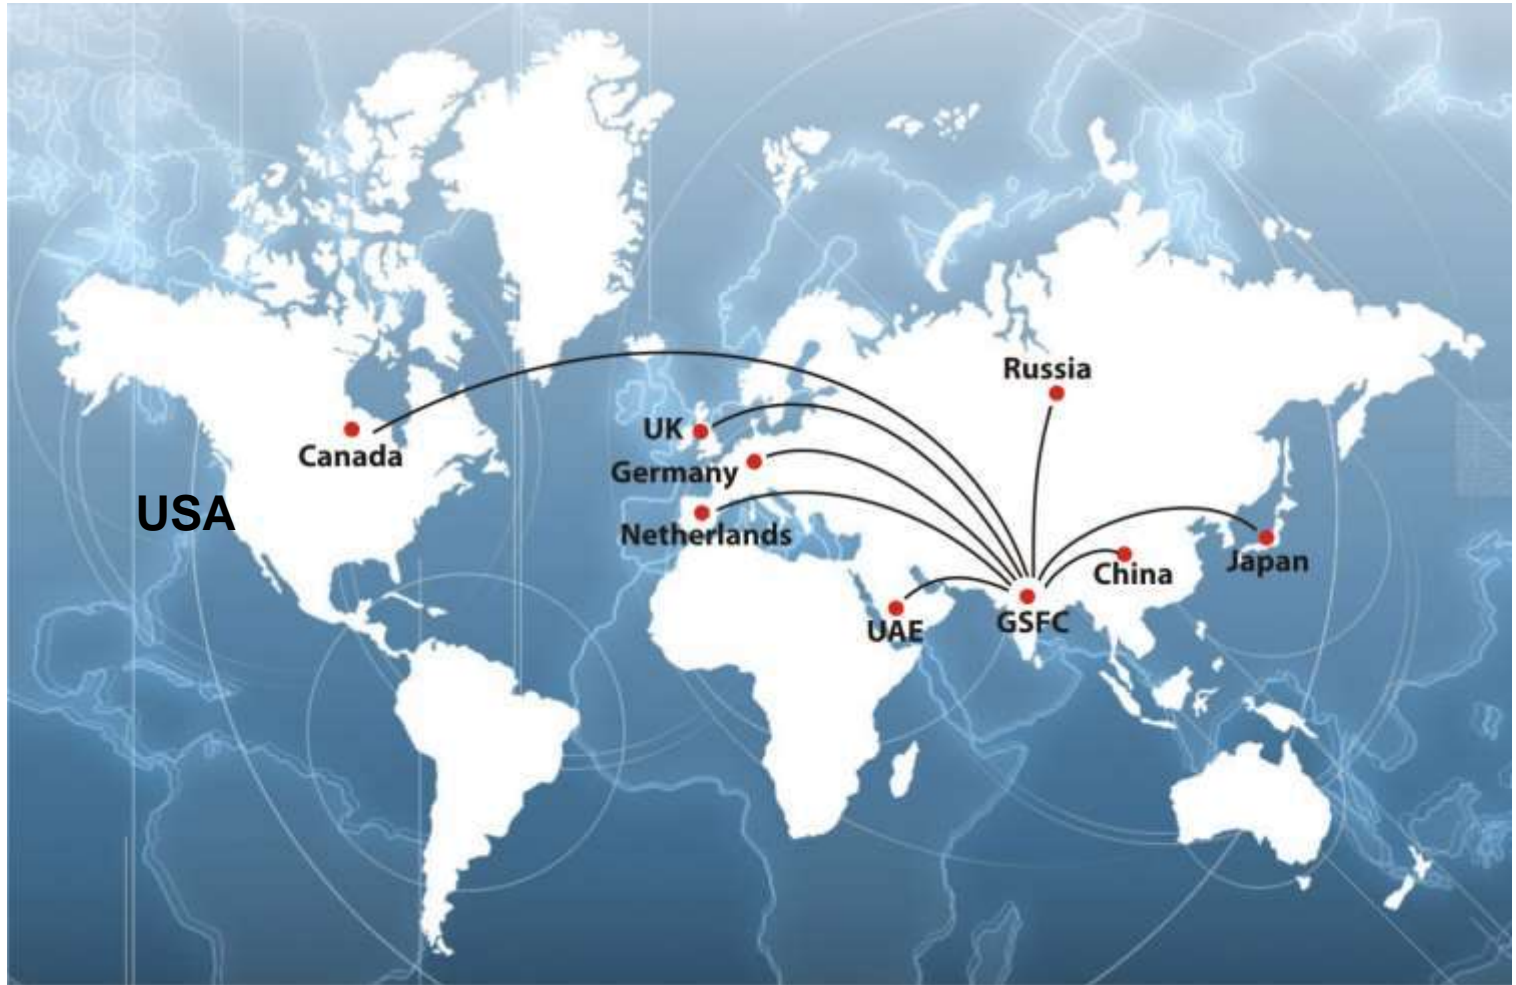 Russia
UK
Canada
Germany
USA
Netherlands
Japan
China
GSFC
UAE